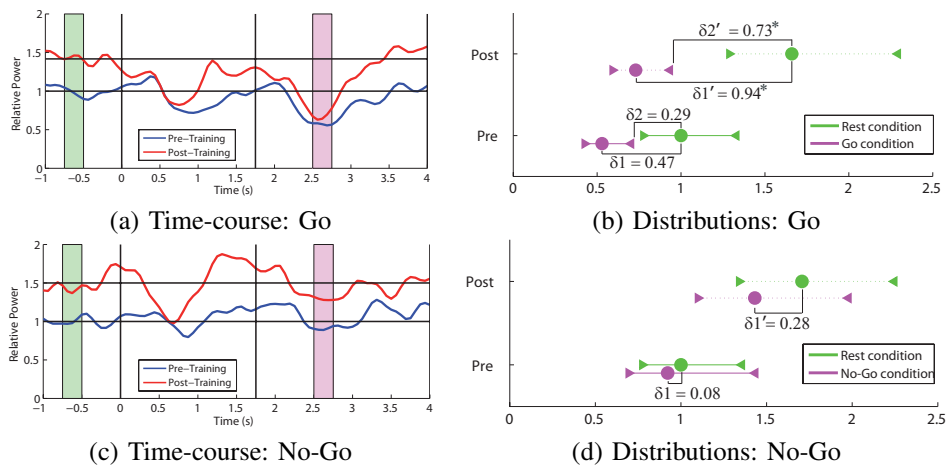 2
1.5
1
0.5
0
Relative Power
Pre−Training
Post−Training
−1 −0.5 0 0.5 1 1.5 2 2.5 3 3.5 4
Time (s)
(a) Time-course: Go
Post
Pre
δ2′ = 0.73*
δ1′ = 0.94*
δ2 = 0.29
δ1 = 0.47
Rest condition
Go condition
0 0.5 1 1.5 2 2.5
(b) Distributions: Go
2
1.5
1
0.5
0
Relative Power
Pre−Training
Post−Training
−1 −0.5 0 0.5 1 1.5 2 2.5 3 3.5 4
Time (s)
(c) Time-course: No-Go
Post
Pre
δ1′ = 0.28
δ1 = 0.08
Rest condition
No-Go condition
0 0.5 1 1.5 2 2.5
(d) Distributions: No-Go